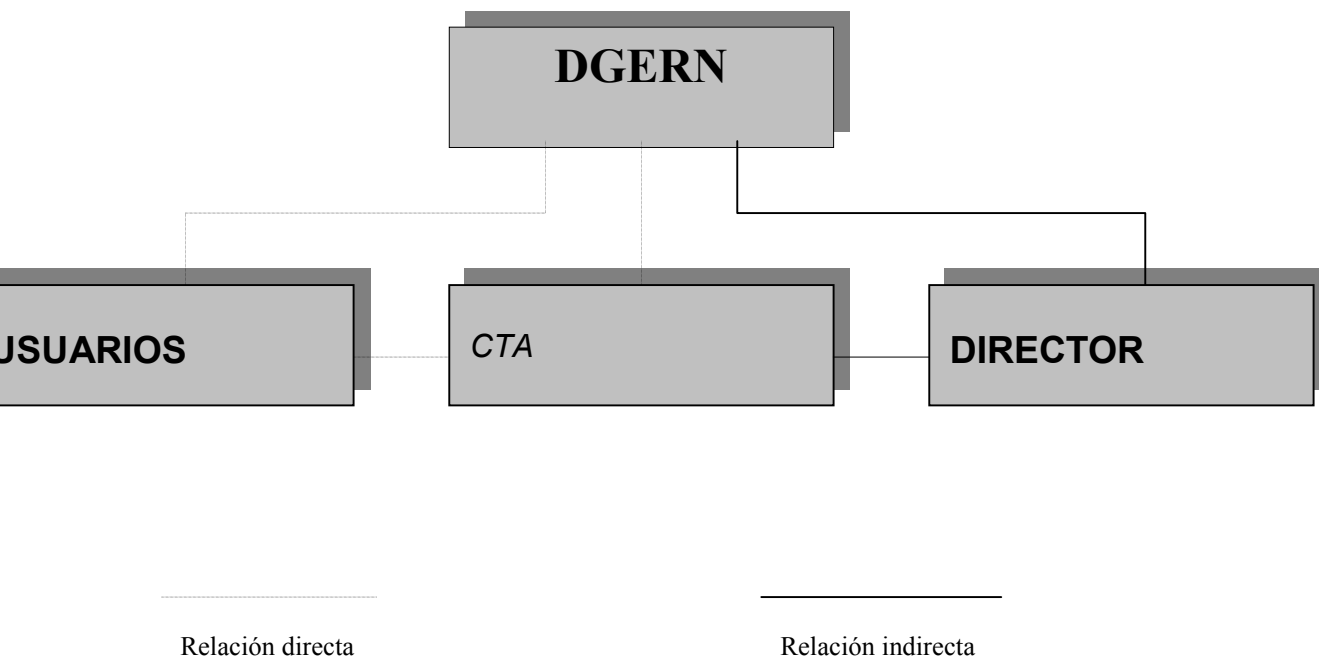 DGERN
USUARIOS
CTA
DIRECTOR
Relación directa
Relación indirecta